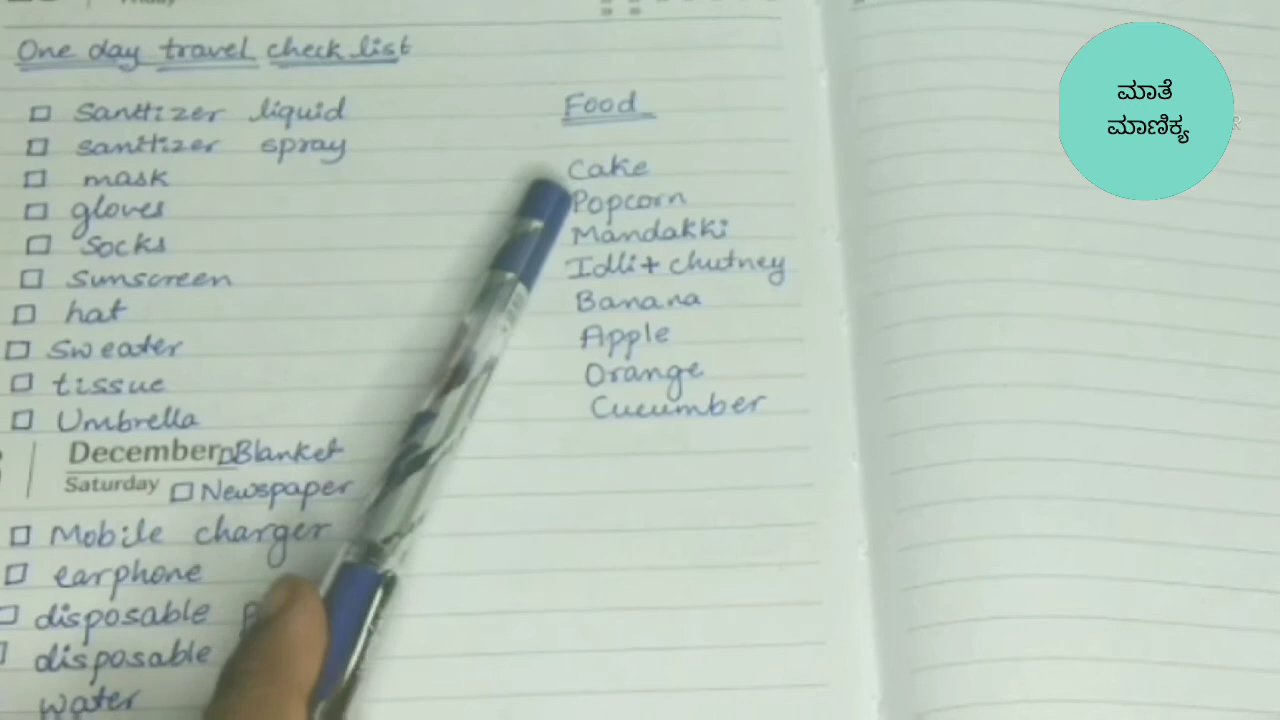 Friday
One day travel check list
Sanitizer liquid
sanitizer spray
mask
gloves
Socks
Sunscreen
hat
Sweater
tissue
Umbrella
December Blanket
Saturday Newspaper
Mobile charger
earphone
disposable
disposable
water
Food
Cake
Popcorn
Mandakki
Idli + chutney
Banana
Apple
Orange
Cucumber
ಮಾತೆ
ಮಾಣಿಕ್ಯ